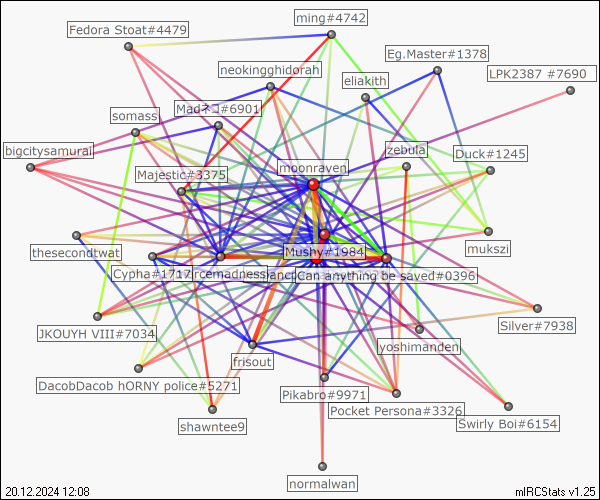 ming#4742
Fedora Stoat#4479
Eg.Master#1378
neokingghidorah
LPK2387 #7690
eliakith
Madネコ#6901
somass
bigcitysamurai
zebula
Duck#1245
moonraven
Majestic#3375
mukszi
thesecondtwat
Mushy#1984
Cypha#1717
rcemadness
anc
Can anything be saved#0396
Silver#7938
JKOUYH VIII#7034
yoshimanden
frisout
DacobDacob hORNY police#5271
Pikabro#9971
Pocket Persona#3326
shawntee9
Swirly Boi#6154
normalwan
20.12.2024 12:08
mIRCStats v1.25